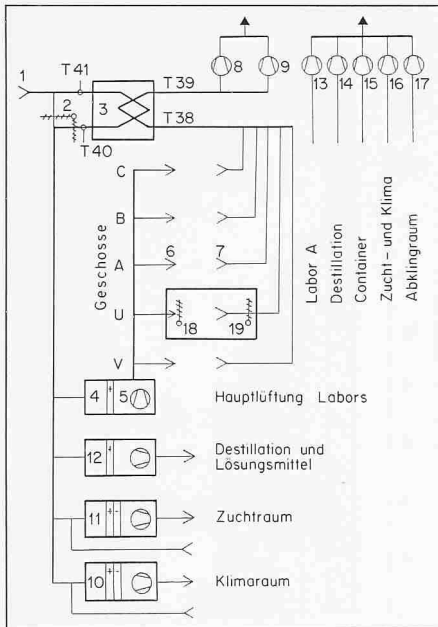 1
T41
2
3
T40
T39
T38
8
9
13
14
15
16
17
Labor A
Destillation
Container
Zucht- und Klima
Abklingraum
Geschosse
C
B
A
6
7
U
18
19
V
4
+
5
Hauptlüftung Labors
12
+
Destillation und
Lösungsmittel
11
+
-
Zuchtraum
10
+
-
Klimaraum